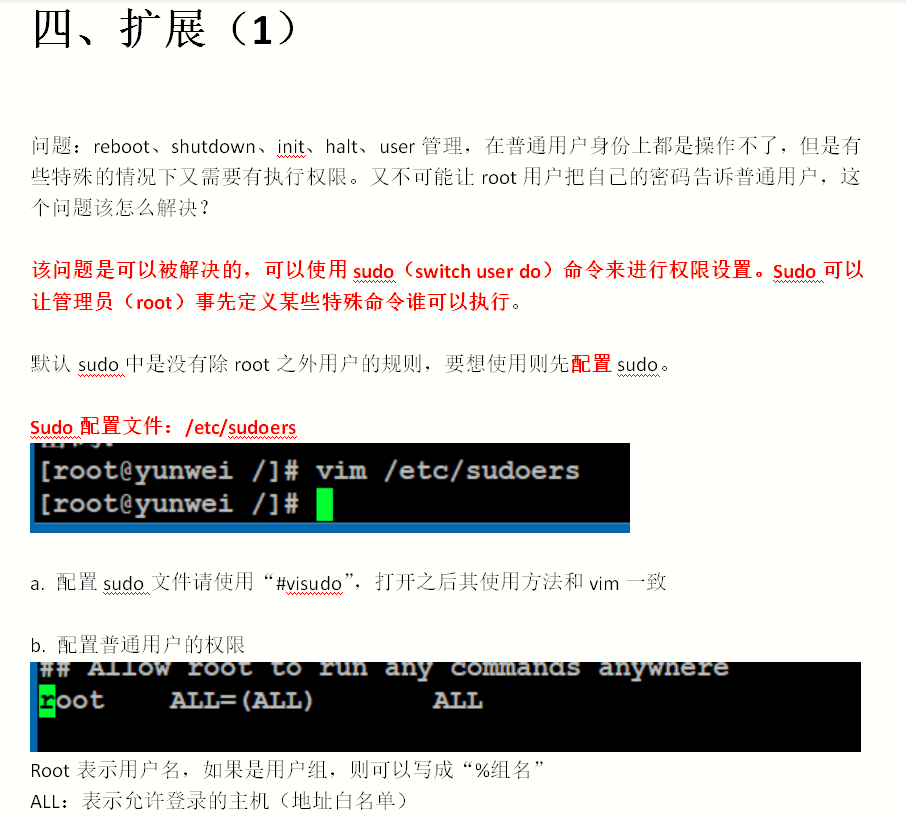 四、扩展（1）
问题：reboot、shutdown、init、halt、user 管理，在普通用户身份上都是操作不了，但是有
些特殊的情况下又需要有执行权限。又不可能让 root 用户把自己的密码告诉普通用户，这
个问题该怎么解决？
该问题是可以被解决的，可以使用 sudo（switch user do）命令来进行权限设置。Sudo 可以
让管理员（root）事先定义某些特殊命令谁可以执行。
默认 sudo 中是没有除 root 之外用户的规则，要想使用则先配置 sudo。
Sudo 配置文件：/etc/sudoers
[root@yunwei /]# vim /etc/sudoers
[root@yunwei /]#
a. 配置 sudo 文件请使用“#visudo”，打开之后其使用方法和 vim 一致
b. 配置普通用户的权限
## Allow root to run any commands anywhere
root ALL=(ALL) ALL
Root 表示用户名，如果是用户组，则可以写成“%组名”
ALL：表示允许登录的主机（地址白名单）